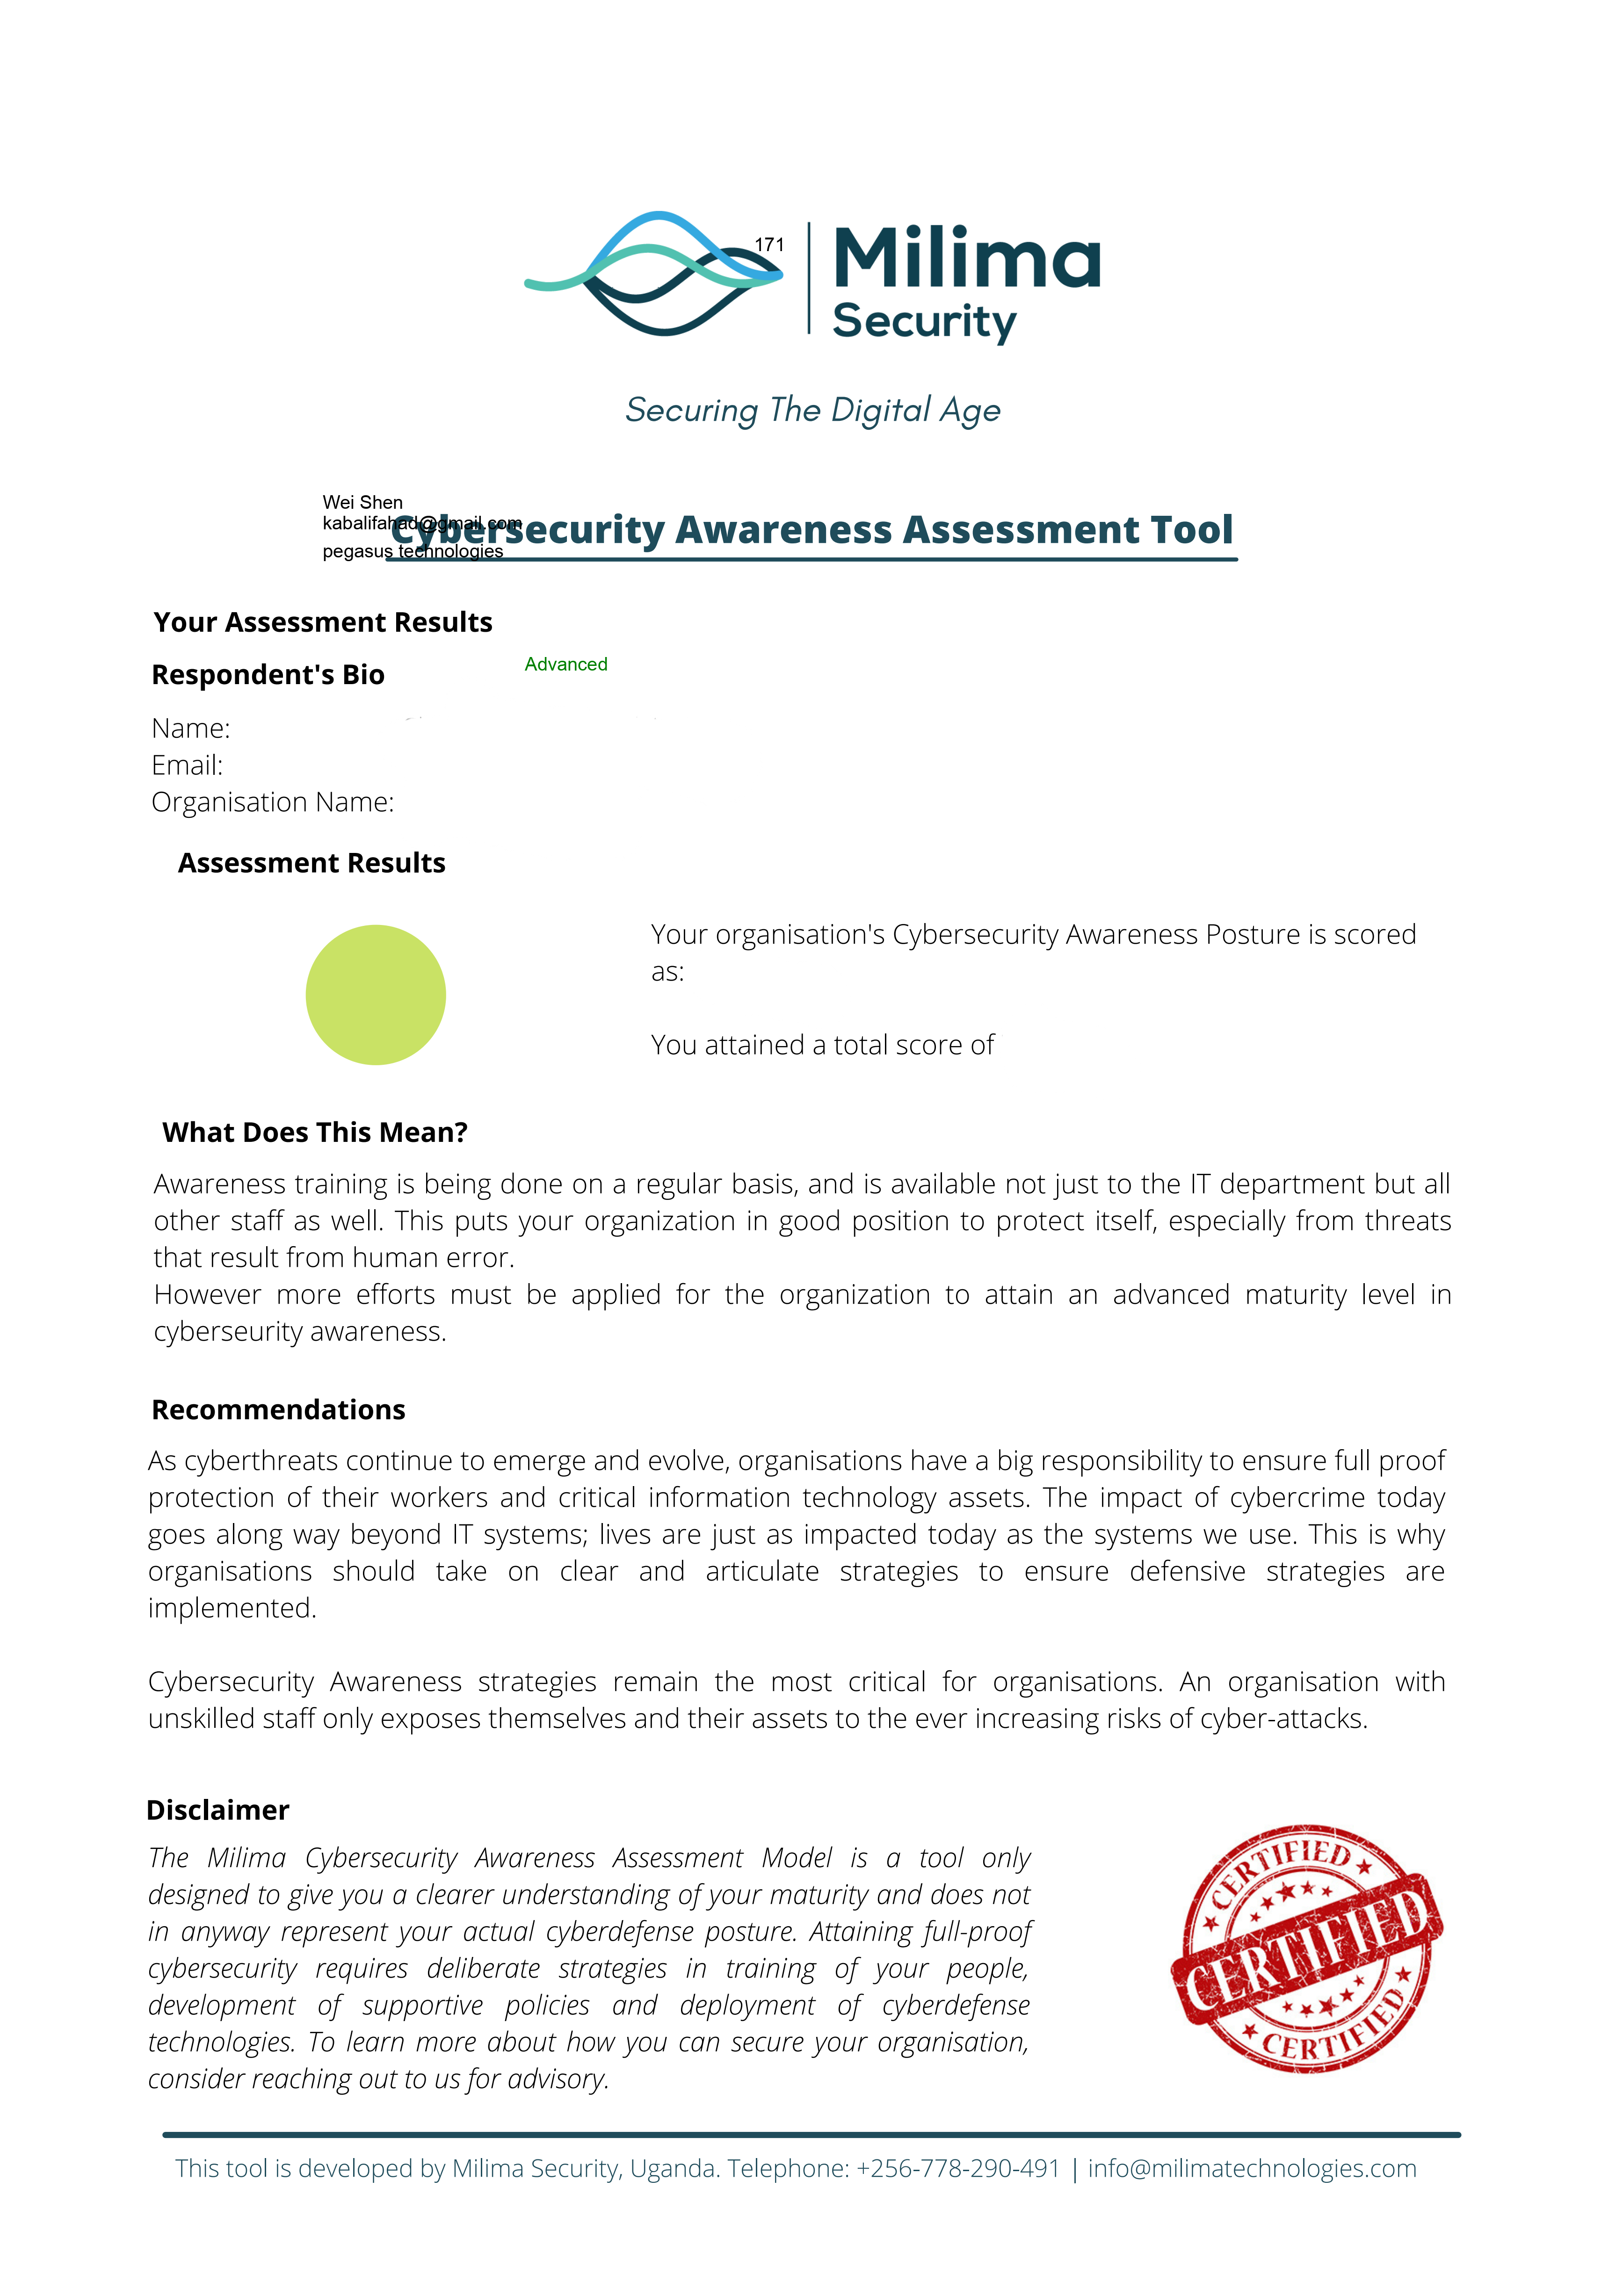 171
Milima
Security
Securing The Digital Age
Wei Shen
kabalifahad@gmail.com
Cybersecurity Awareness Assessment Tool
pegasus technologies
Your Assessment Results
Respondent's Bio
Advanced
Name:
Email:
Organisation Name:
Assessment Results
Your organisation's Cybersecurity Awareness Posture is scored
as:
You attained a total score of
What Does This Mean?
Awareness training is being done on a regular basis, and is available not just to the IT department but all
other staff as well. This puts your organization in good position to protect itself, especially from threats
that result from human error.
However more efforts must be applied for the organization to attain an advanced maturity level in
cyberseurity awareness.
Recommendations
As cyberthreats continue to emerge and evolve, organisations have a big responsibility to ensure full proof
protection of their workers and critical information technology assets. The impact of cybercrime today
goes along way beyond IT systems; lives are just as impacted today as the systems we use. This is why
organisations should take on clear and articulate strategies to ensure defensive strategies are
implemented.
Cybersecurity Awareness strategies remain the most critical for organisations. An organisation with
unskilled staff only exposes themselves and their assets to the ever increasing risks of cyber-attacks.
Disclaimer
The Milima Cybersecurity Awareness Assessment Model is a tool only
designed to give you a clearer understanding of your maturity and does not
in anyway represent your actual cyberdefense posture. Attaining full-proof
cybersecurity requires deliberate strategies in training of your people,
development of supportive policies and deployment of cyberdefense
technologies. To learn more about how you can secure your organisation,
consider reaching out to us for advisory.
CERTIFIED
CERTIFIED
CERTIFIED
This tool is developed by Milima Security, Uganda. Telephone: +256-778-290-491 | info@milimatechnologies.com